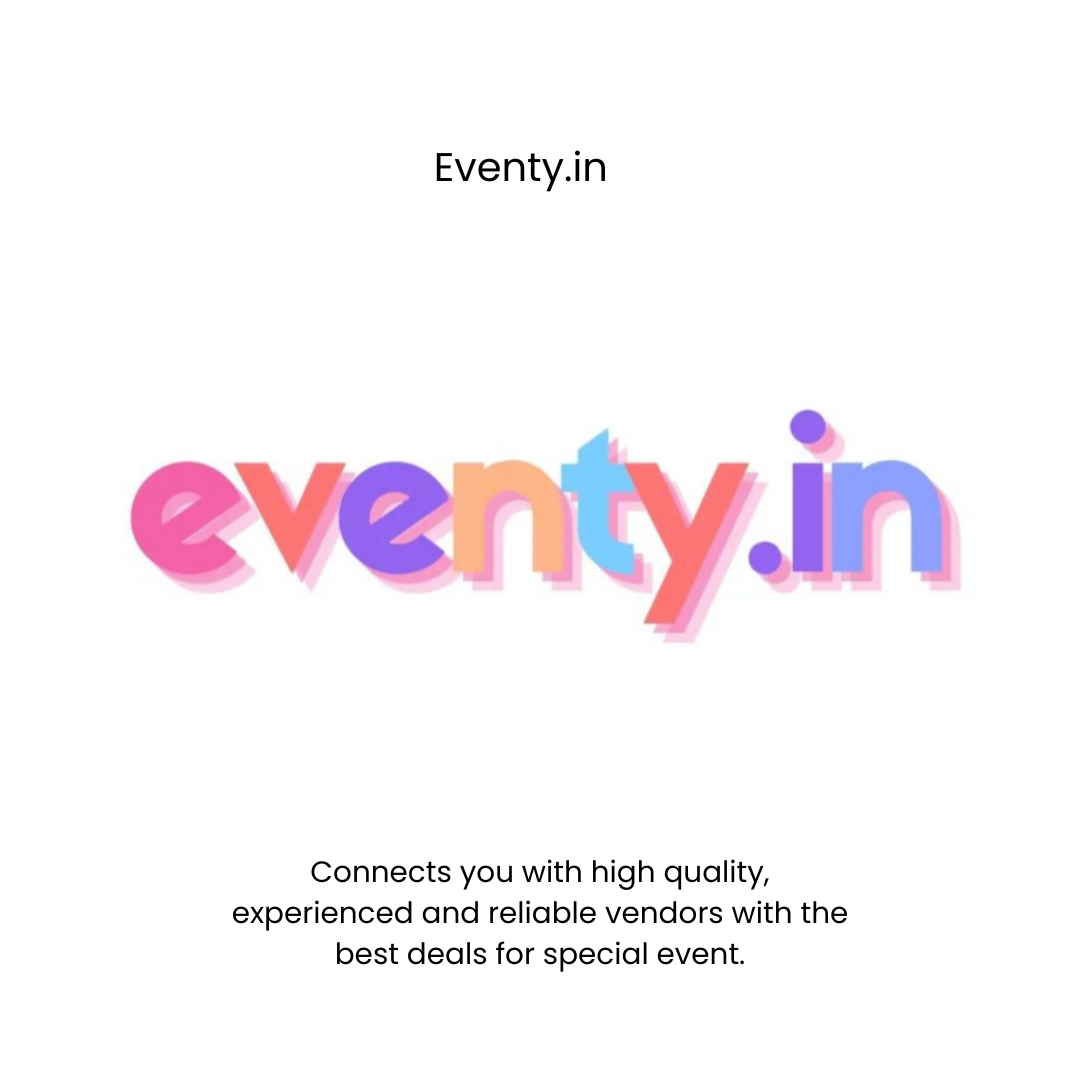 Eventy.in
eventy.in
Connects you with high quality,
experienced and reliable vendors with the
best deals for special event.